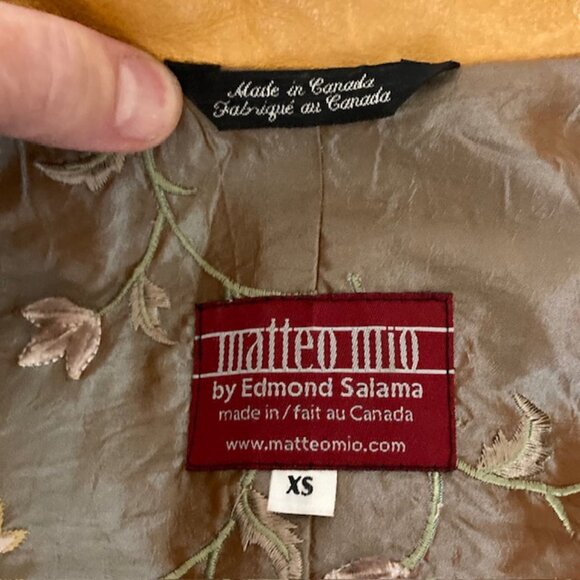 Made in Canada
Fabriqué au Canada
matteo mio
by Edmond Salama
made in / fait au Canada
www.matteomio.com
XS